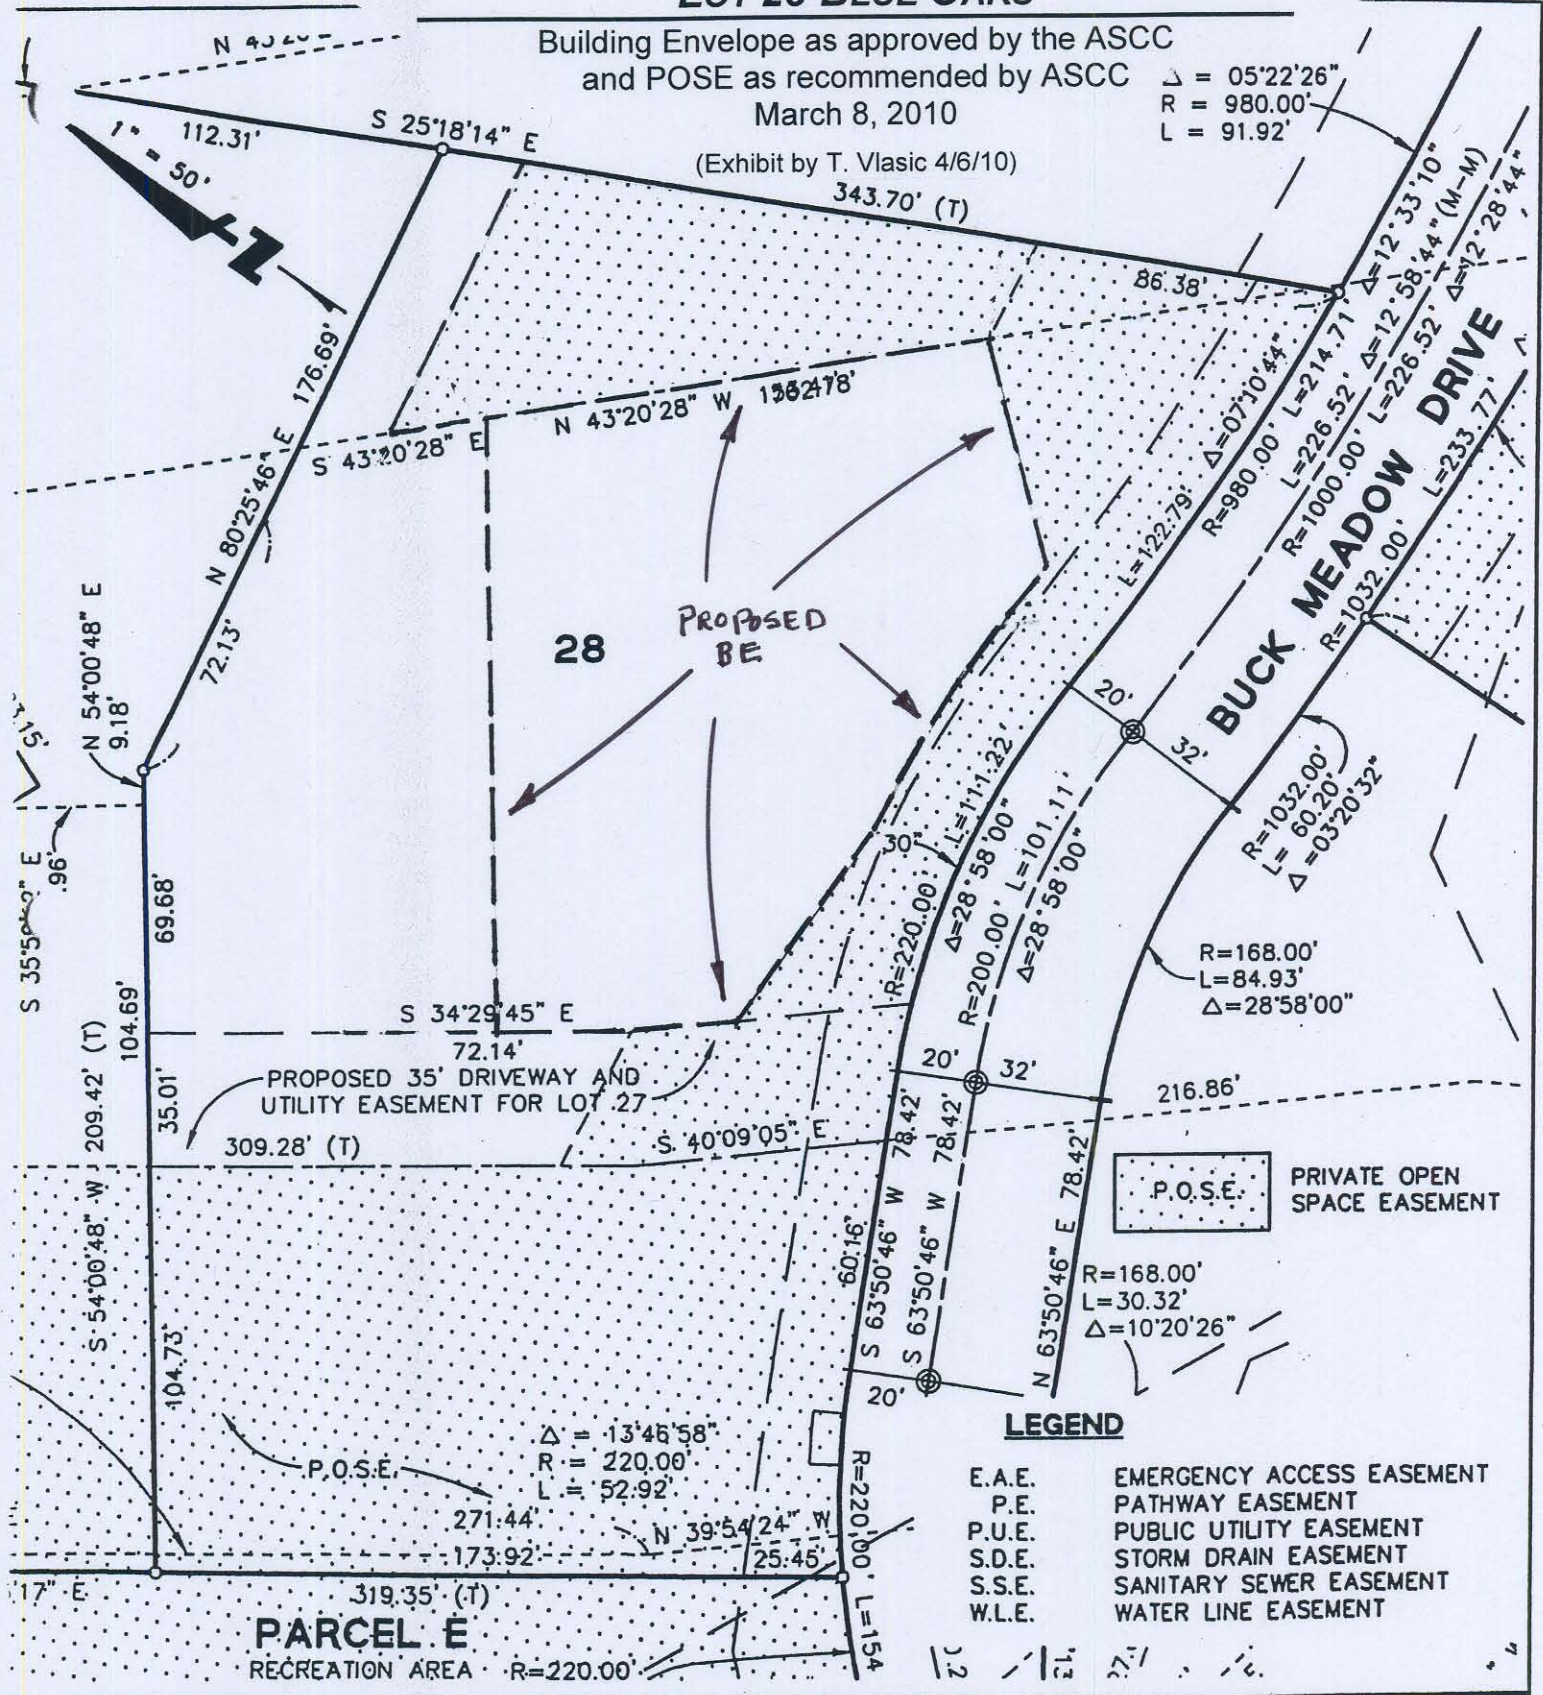 Building Envelope as approved by the ASCC
and POSE as recommended by ASCC
March 8, 2010
(Exhibit by T. Vlasic 4/6/10)
Δ = 05°22'26"
R = 980.00'
L = 91.92'
1" = 50'
N
112.31'
S 25°18'14" E
343.70' (T)
86.38'
176.69'
N 80°25'46" E
72.13'
S 43°20'28" E
N 43°20'28" W
N 54°00'48" E
9.18'
.96'
69.68'
104.69'
S 54°00'48" W 209.42' (T)
35.01'
104.73'
28
PROPOSED
BE
Δ=12°33'10"
Δ=07°10'44"
L=122.79'
R=980.00' L=214.71
L=226.52' Δ=12°58'44" (M-M)
R=1000.00' L=226.52' Δ=12°28'44"
BUCK MEADOW DRIVE
R=1032.00' L=233.77'
20'
32'
R=1032.00'
L= 60.20'
Δ=03°20'32"
30'
R=220.00' L=111.22'
Δ=28°58'00"
R=200.00' L=101.11'
Δ=28°58'00"
R=168.00'
L=84.93'
Δ=28°58'00"
S 34°29'45" E
72.14'
PROPOSED 35' DRIVEWAY AND
UTILITY EASEMENT FOR LOT 27
309.28' (T)
S 40°09'05" E
20'
32'
216.86'
S 63°50'46" W 78.42'
S 63°50'46" W 78.42'
N 63°50'46" E 78.42'
60.16'
P.O.S.E.
PRIVATE OPEN
SPACE EASEMENT
R=168.00'
L=30.32'
Δ=10°20'26"
20'
P.O.S.E.
Δ = 13°46'58"
R = 220.00'
L = 52.92'
271.44'
N 39°54'24" W
173.92'
25.45'
17" E
319.35' (T)
R=220.00' L=154
PARCEL E
RECREATION AREA
R=220.00'
LEGEND
E.A.E. EMERGENCY ACCESS EASEMENT
P.E. PATHWAY EASEMENT
P.U.E. PUBLIC UTILITY EASEMENT
S.D.E. STORM DRAIN EASEMENT
S.S.E. SANITARY SEWER EASEMENT
W.L.E. WATER LINE EASEMENT